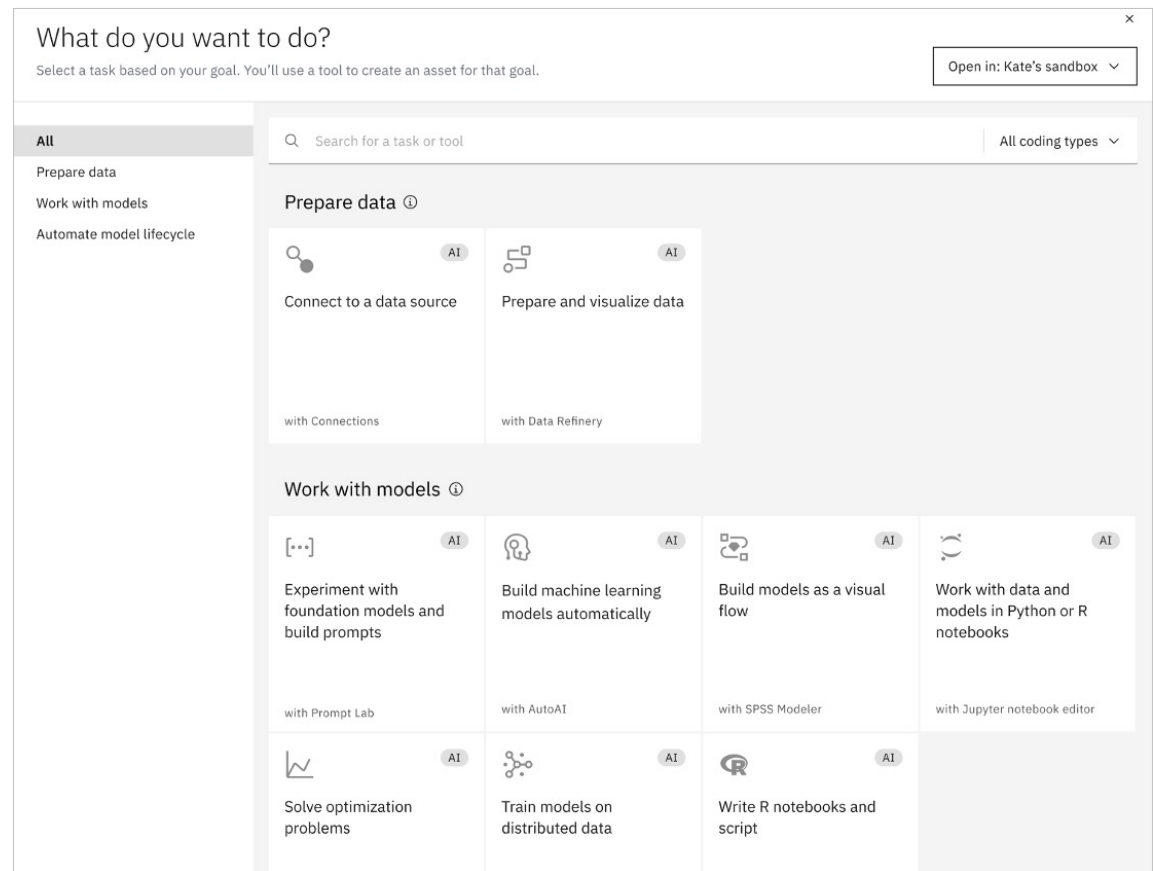 What do you want to do?
Select a task based on your goal. You'll use a tool to create an asset for that goal.
Open in: Kate's sandbox
All
Prepare data
Work with models
Automate model lifecycle
Search for a task or tool
All coding types
Prepare data
AI
Connect to a data source
with Connections
AI
Prepare and visualize data
with Data Refinery
Work with models
[...]
AI
Experiment with
foundation models and
build prompts
with Prompt Lab
AI
Build machine learning
models automatically
with AutoAI
AI
Build models as a visual
flow
with SPSS Modeler
AI
Work with data and
models in Python or R
notebooks
with Jupyter notebook editor
AI
Solve optimization
problems
AI
Train models on
distributed data
R
AI
Write R notebooks and
script